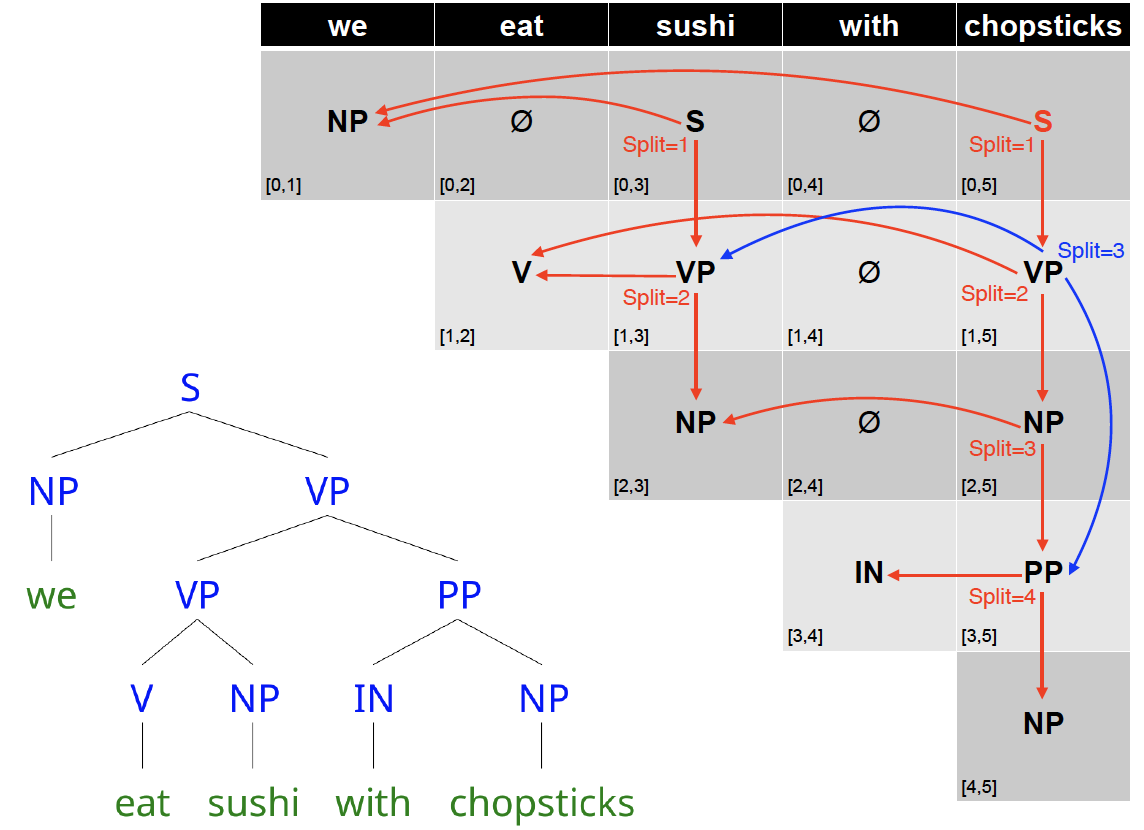 we eat sushi with chopsticks
NP Ø S Ø S
Split=1 Split=1
[0,1] [0,2] [0,3] [0,4] [0,5]
Split=3
V VP Ø VP
Split=2 Split=2
[1,2] [1,3] [1,4] [1,5]
NP Ø NP
Split=3
[2,3] [2,4] [2,5]
IN PP
Split=4
[3,4] [3,5]
NP
[4,5]
S
NP VP
we VP PP
V NP IN NP
eat sushi with chopsticks